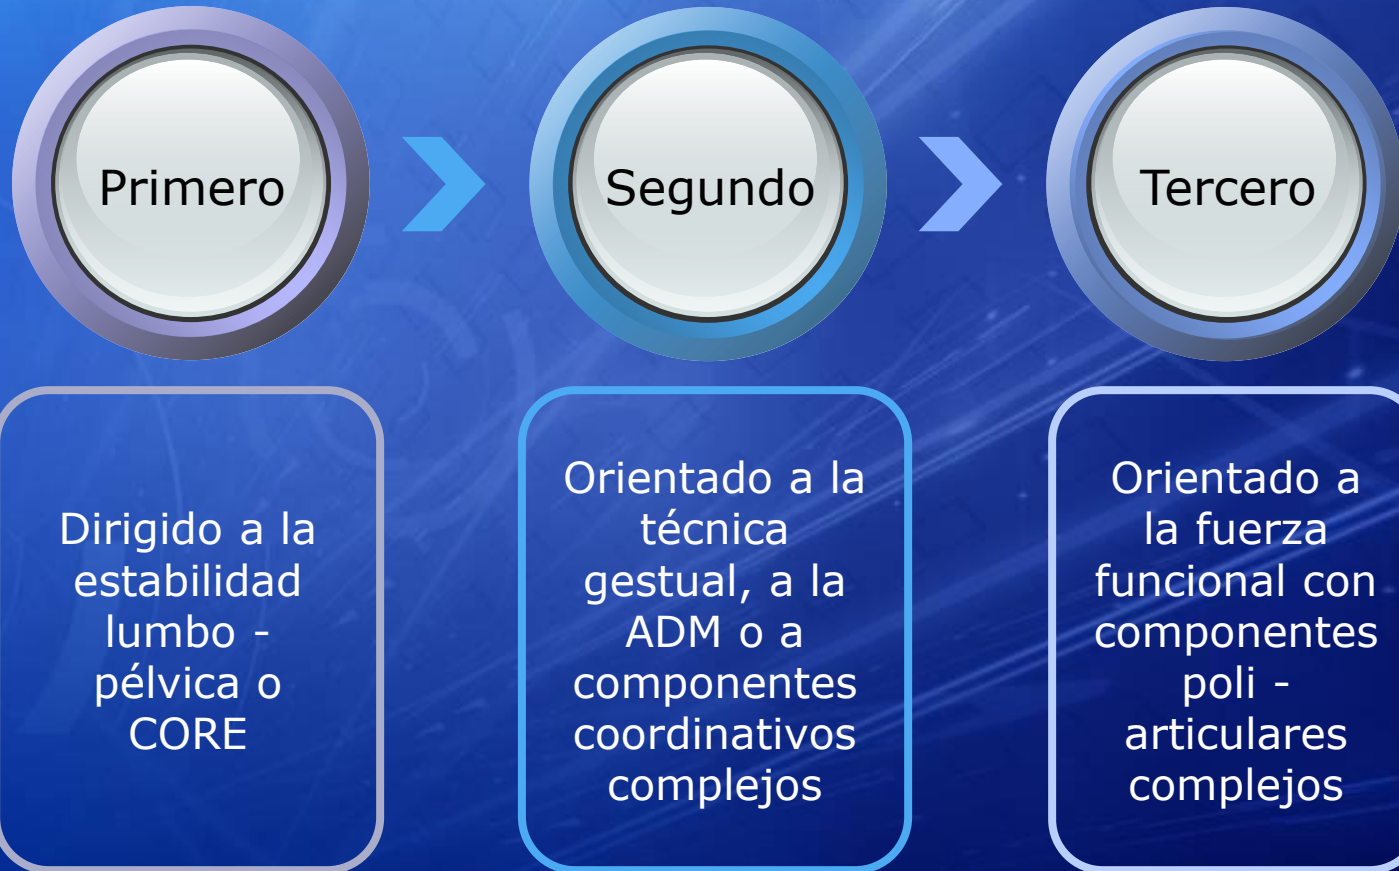 Primero
Segundo
Tercero
Dirigido a la
estabilidad
lumbo -
pélvica o
CORE
Orientado a la
técnica
gestual, a la
ADM o a
componentes
coordinativos
complejos
Orientado a
la fuerza
funcional con
componentes
poli -
articulares
complejos